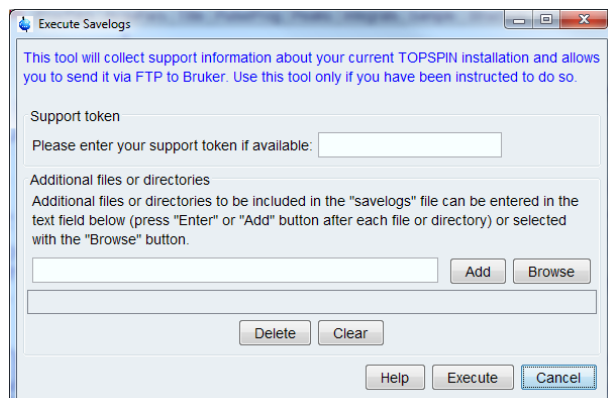 Execute Savelogs
This tool will collect support information about your current TOPSPIN installation and allows
you to send it via FTP to Bruker. Use this tool only if you have been instructed to do so.
Support token
Please enter your support token if available:
Additional files or directories
Additional files or directories to be included in the "savelogs" file can be entered in the
text field below (press "Enter" or "Add" button after each file or directory) or selected
with the "Browse" button.
Add Browse
Delete Clear
Help Execute Cancel